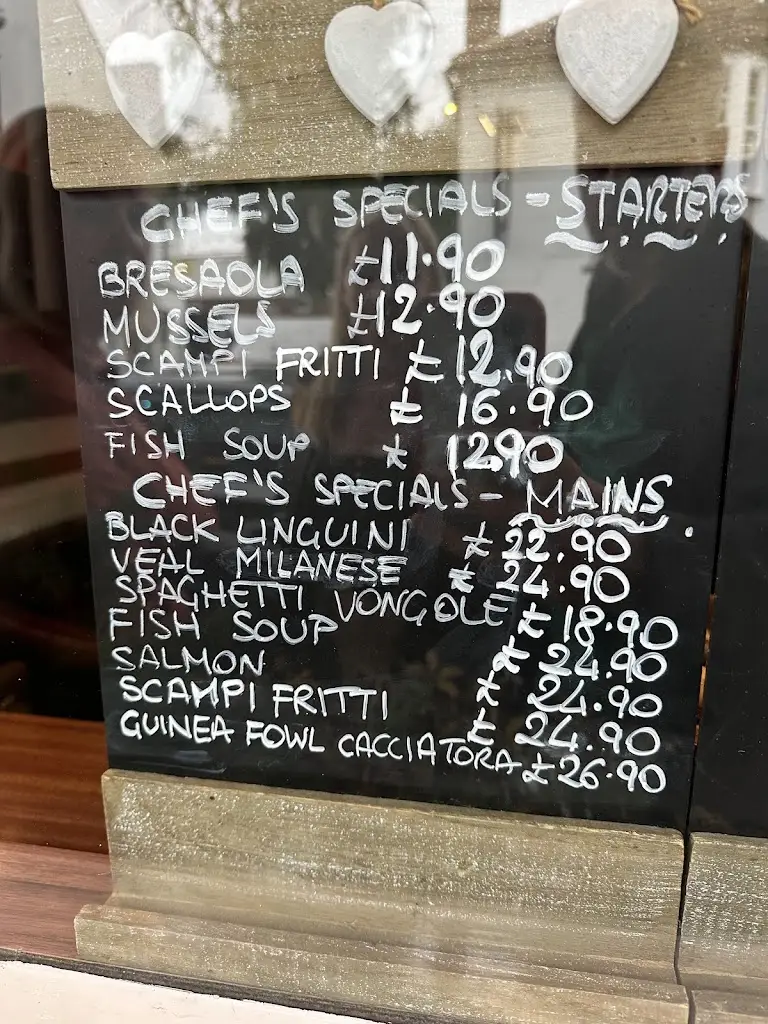 CHEF'S SPECIALS - STARTERS
BRESAOLA £11.90
MUSSELS £12.90
SCAMPI FRITTI £12.90
SCALLOPS £16.90
FISH SOUP £1290
CHEF'S SPECIALS - MAINS.
BLACK LINGUINI £22.90
VEAL MILANESE £24.90
SPAGHETTI VONGOLE £18.90
FISH SOUP £24.90
SALMON £24.90
SCAMPI FRITTI £24.90
GUINEA FOWL CACCIATORA £26.90